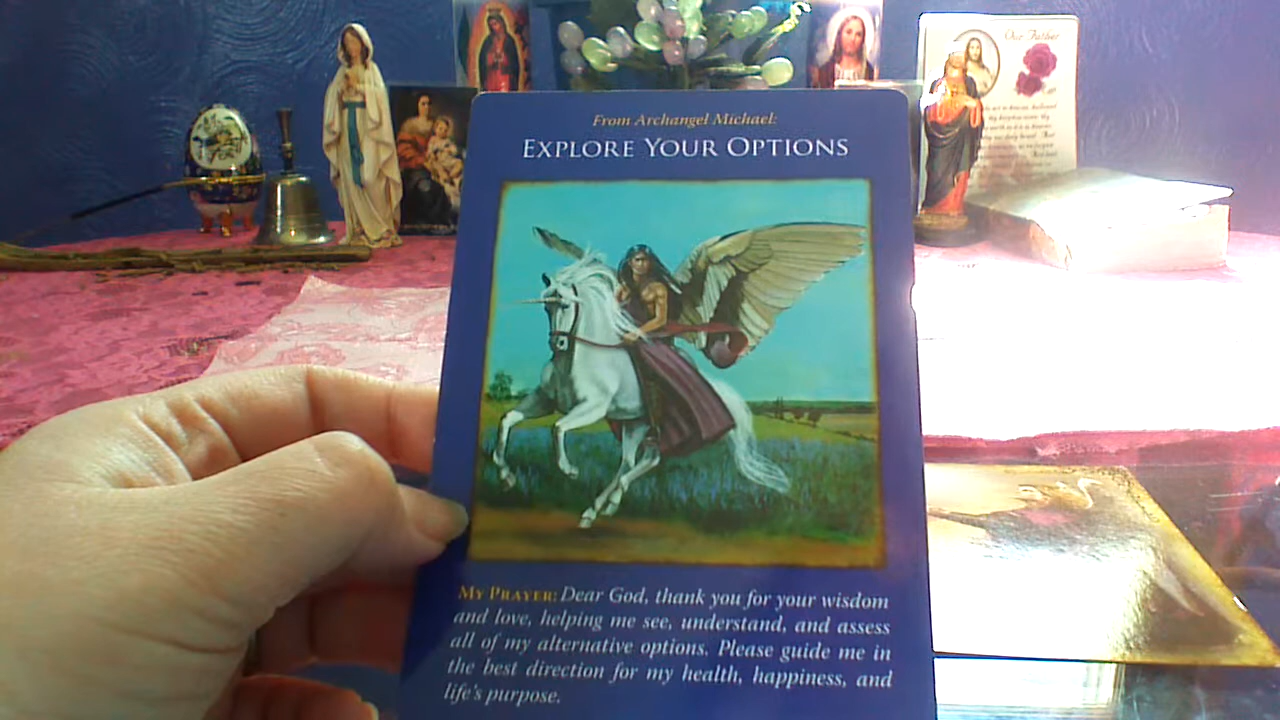 Our Father
From Archangel Michael:
EXPLORE YOUR OPTIONS
MY PRAYER: Dear God, thank you for your wisdom
and love, helping me see, understand, and assess
all of my alternative options. Please guide me in
the best direction for my health, happiness, and
life's purpose.